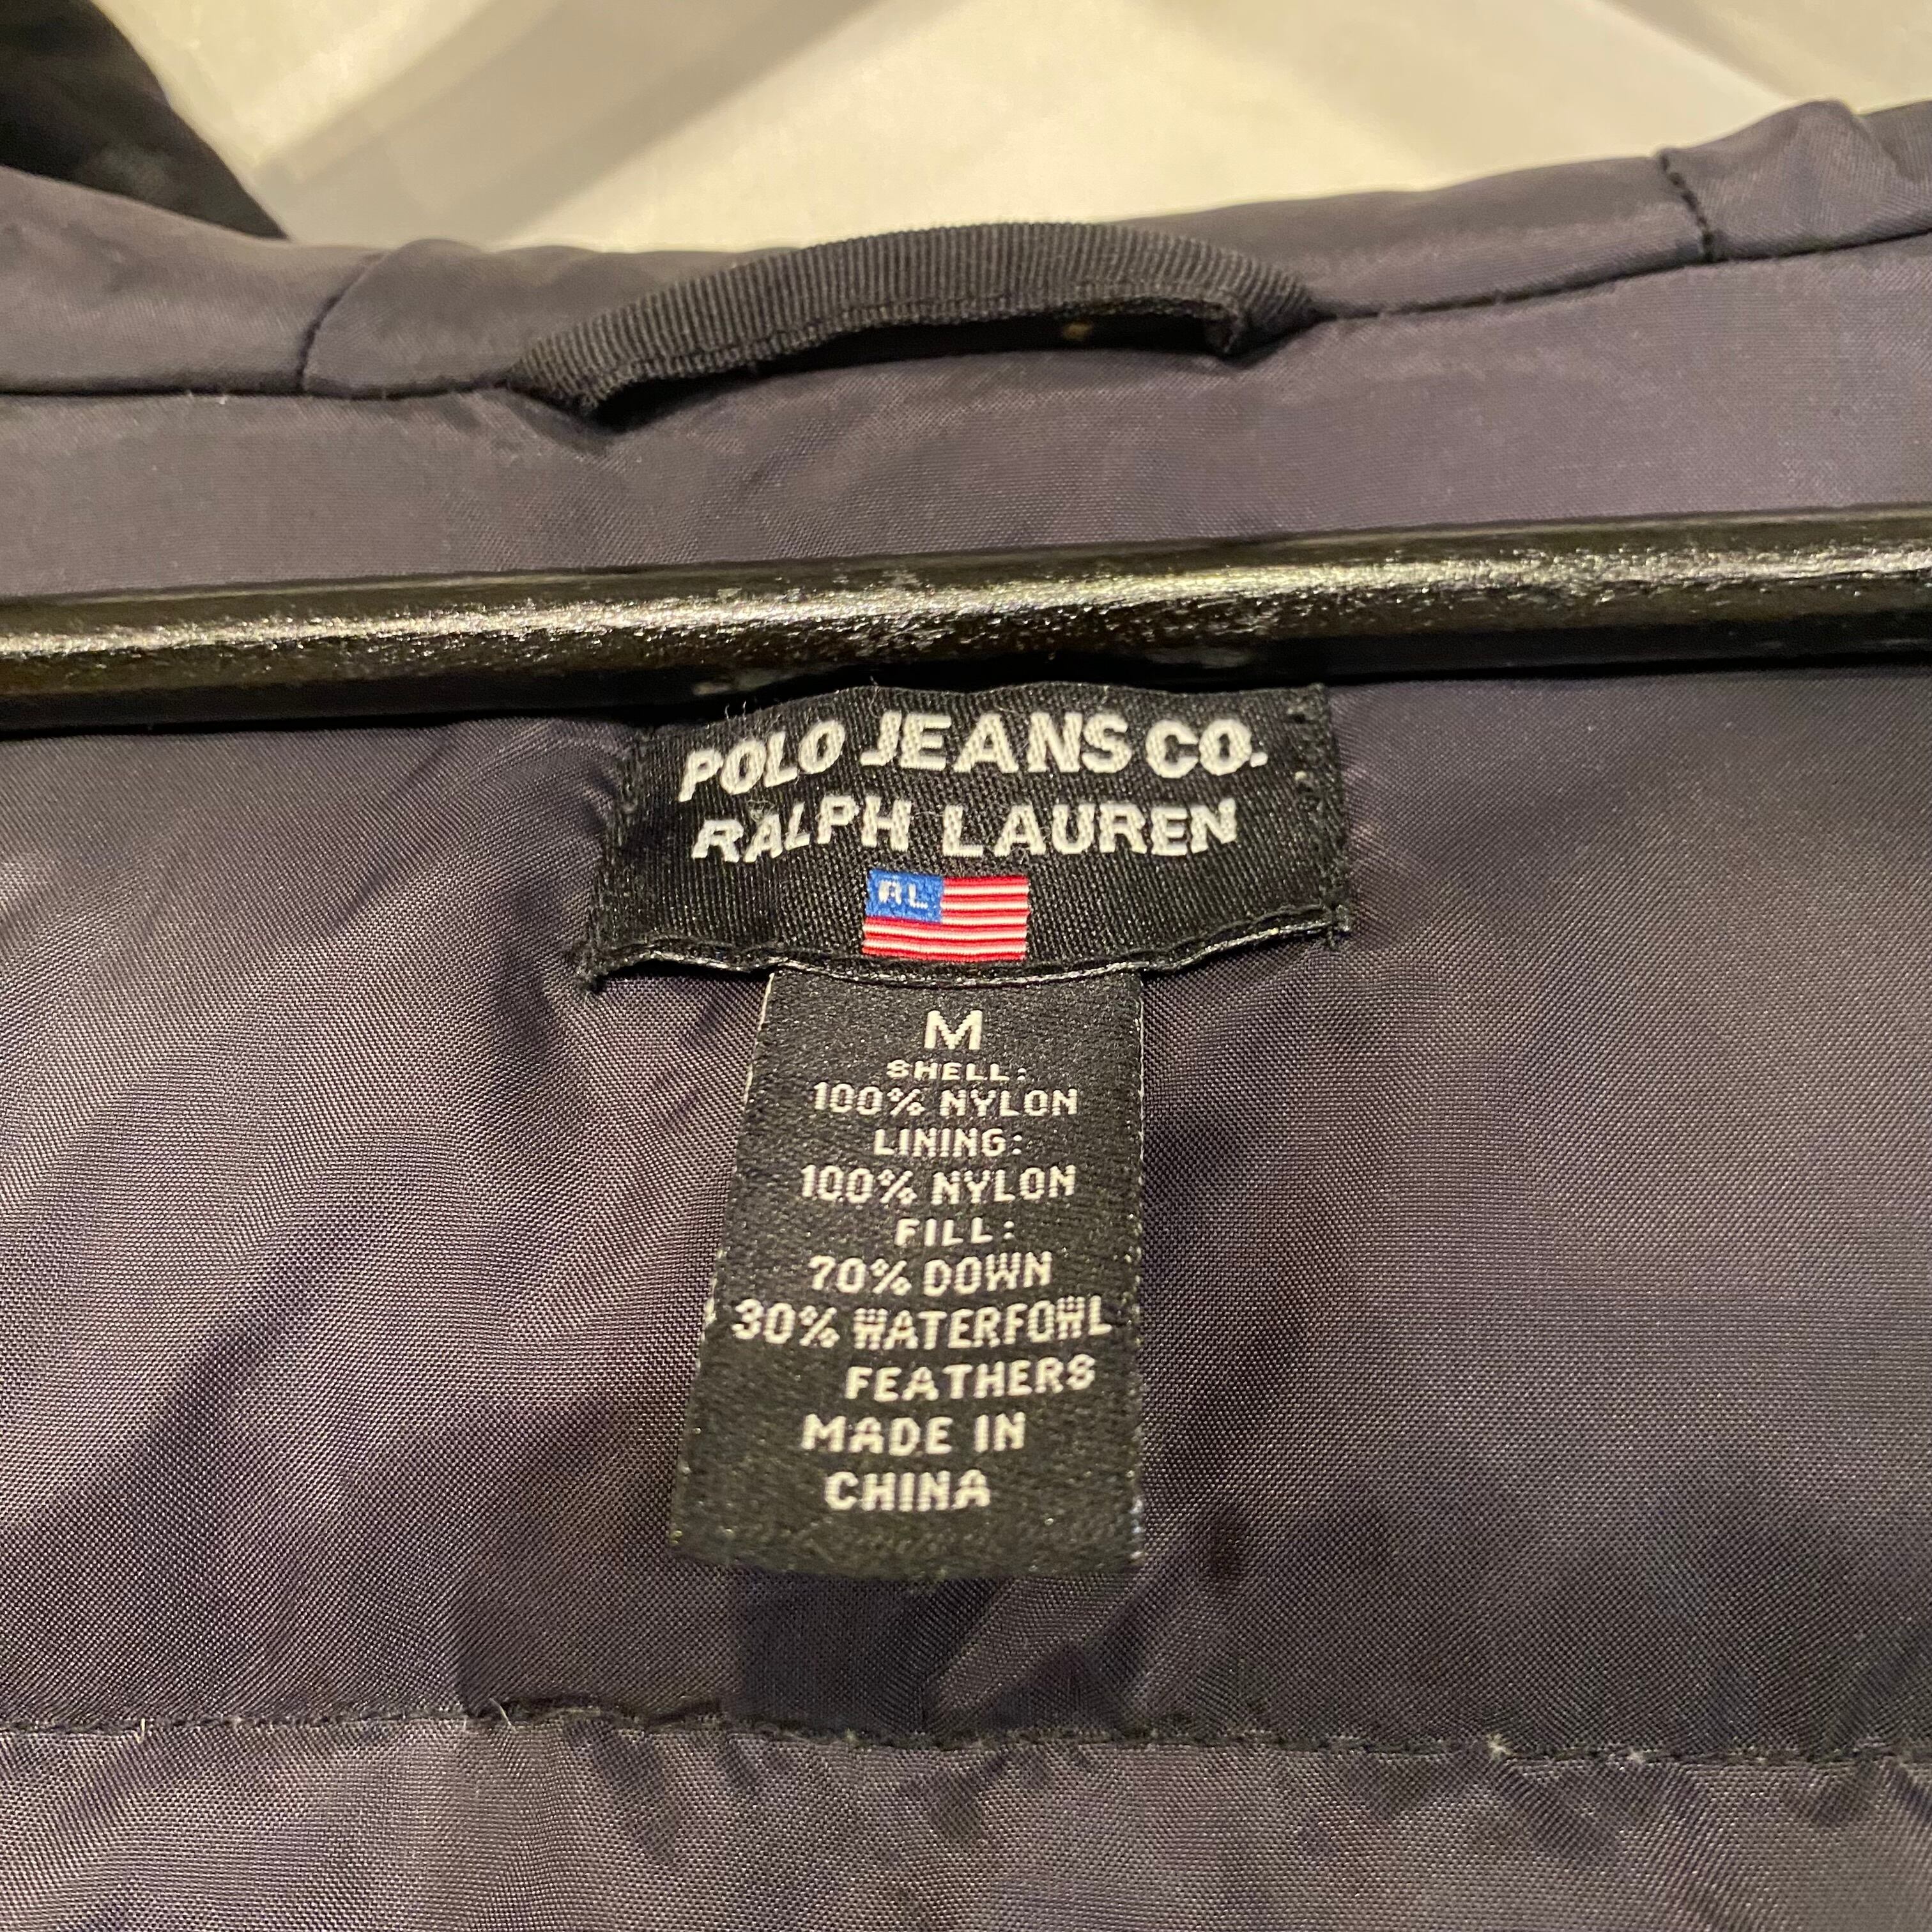 POLO JEANS CO.
RALPH LAUREN
RL
M
SHELL:
100% NYLON
LINING:
100% NYLON
FILL:
70% DOWN
30% WATERFOWL
FEATHERS
MADE IN
CHINA